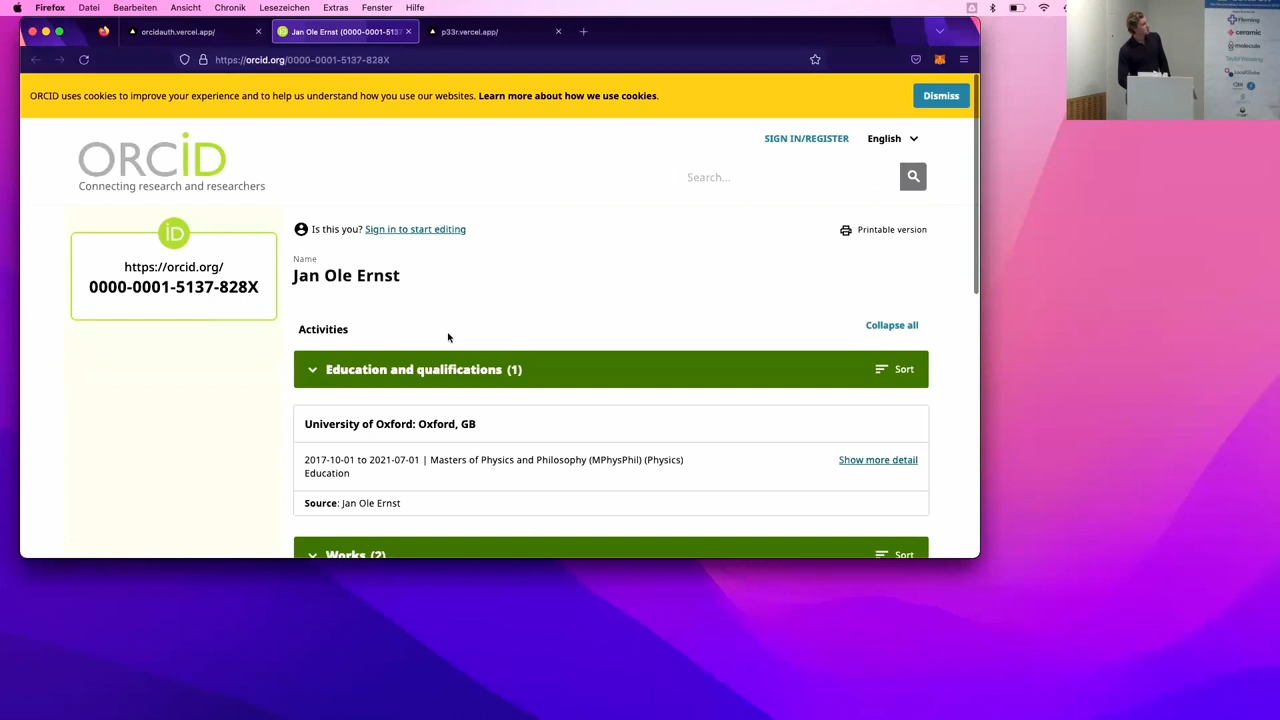 Firefox Datei Bearbeiten Ansicht Chronik Lesezeichen Extras Fenster Hilfe
orcidauth.vercel.app/
Jan Ole Ernst (0000-0001-5137
p33r.vercel.app/
https://orcid.org/0000-0001-5137-828X
ORCID uses cookies to improve your experience and to help us understand how you use our websites. Learn more about how we use cookies.
Dismiss
ORCiD
Connecting research and researchers
SIGN IN/REGISTER
English
Search...
iD
https://orcid.org/
0000-0001-5137-828X
Is this you? Sign in to start editing
Printable version
Name
Jan Ole Ernst
Activities
Collapse all
Education and qualifications (1)
Sort
University of Oxford: Oxford, GB
2017-10-01 to 2021-07-01 | Masters of Physics and Philosophy (MPhysPhil) (Physics)
Education
Show more detail
Source: Jan Ole Ernst
Works (2)
Sort
Fleming
ceramic
molecule
TaylorWessing
LocalGlobe